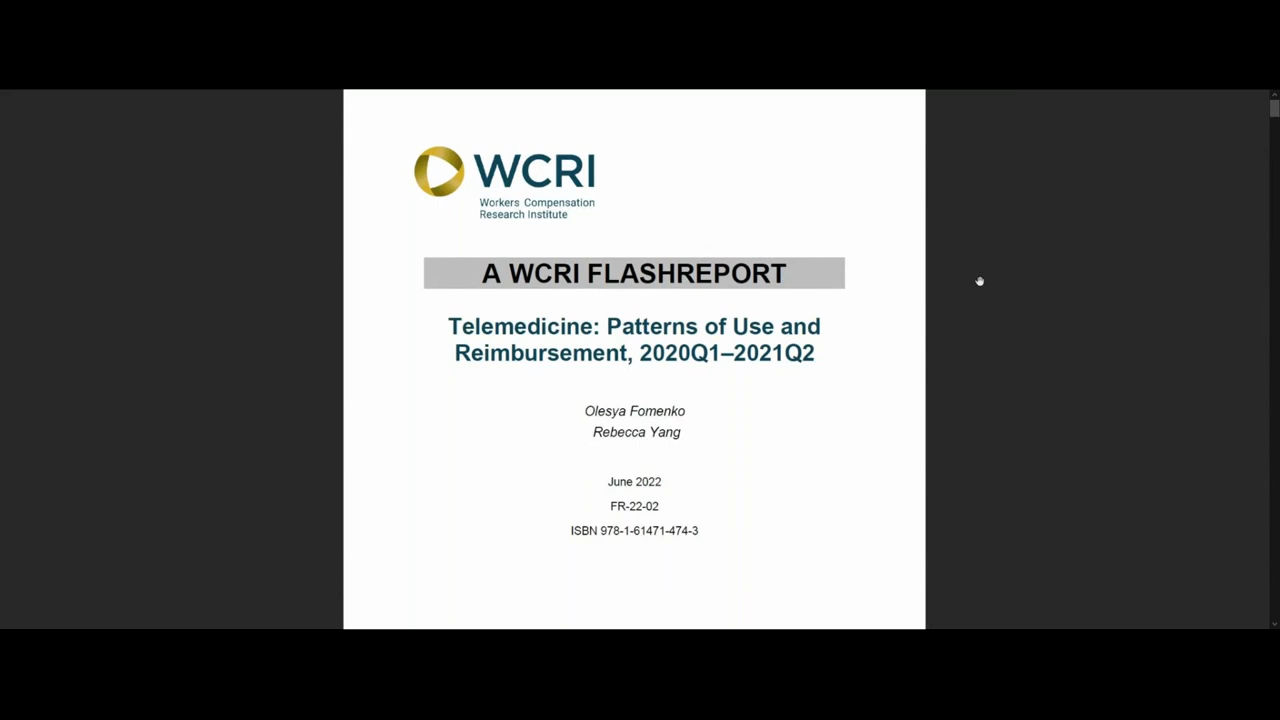 WCRI
Workers Compensation
Research Institute
A WCRI FLASHREPORT
Telemedicine: Patterns of Use and
Reimbursement, 2020Q1–2021Q2
Olesya Fomenko
Rebecca Yang
June 2022
FR-22-02
ISBN 978-1-61471-474-3